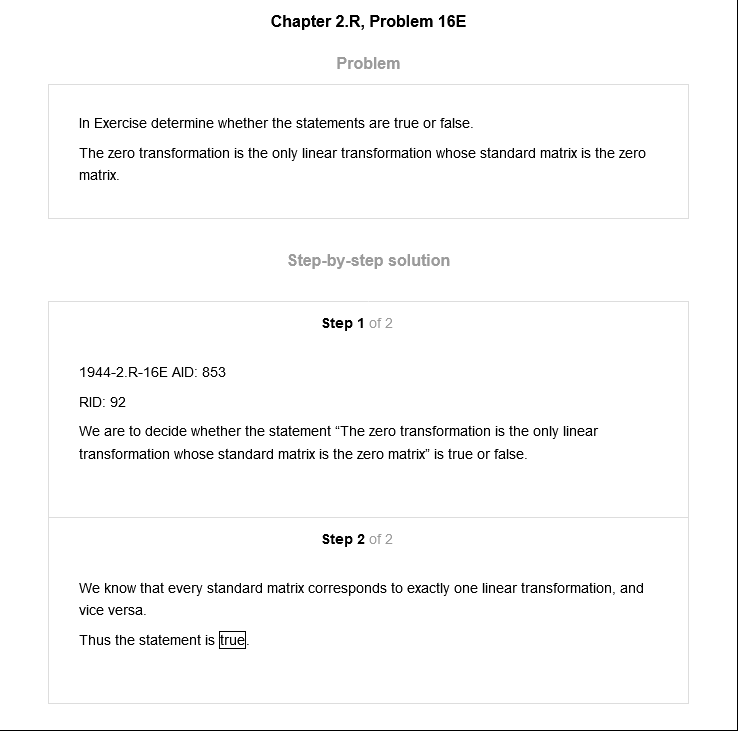 Chapter 2.R, Problem 16E
Problem
In Exercise determine whether the statements are true or false.
The zero transformation is the only linear transformation whose standard matrix is the zero
matrix.
Step-by-step solution
Step 1 of 2
1944-2.R-16E AID: 853
RID: 92
We are to decide whether the statement “The zero transformation is the only linear
transformation whose standard matrix is the zero matrix” is true or false.
Step 2 of 2
We know that every standard matrix corresponds to exactly one linear transformation, and
vice versa.
Thus the statement is true.